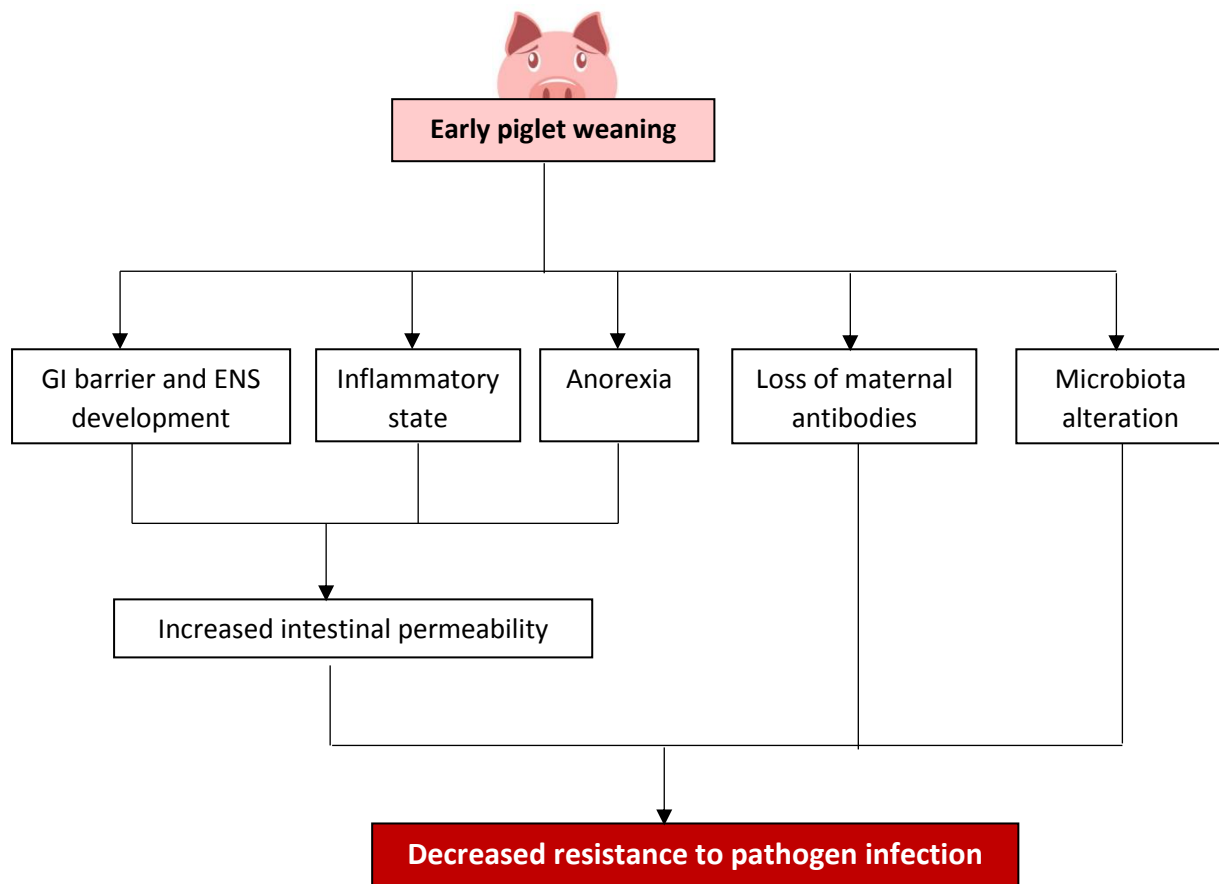 Early piglet weaning
GI barrier and ENS
development
Inflammatory
state
Anorexia
Loss of maternal
antibodies
Microbiota
alteration
Increased intestinal permeability
Decreased resistance to pathogen infection